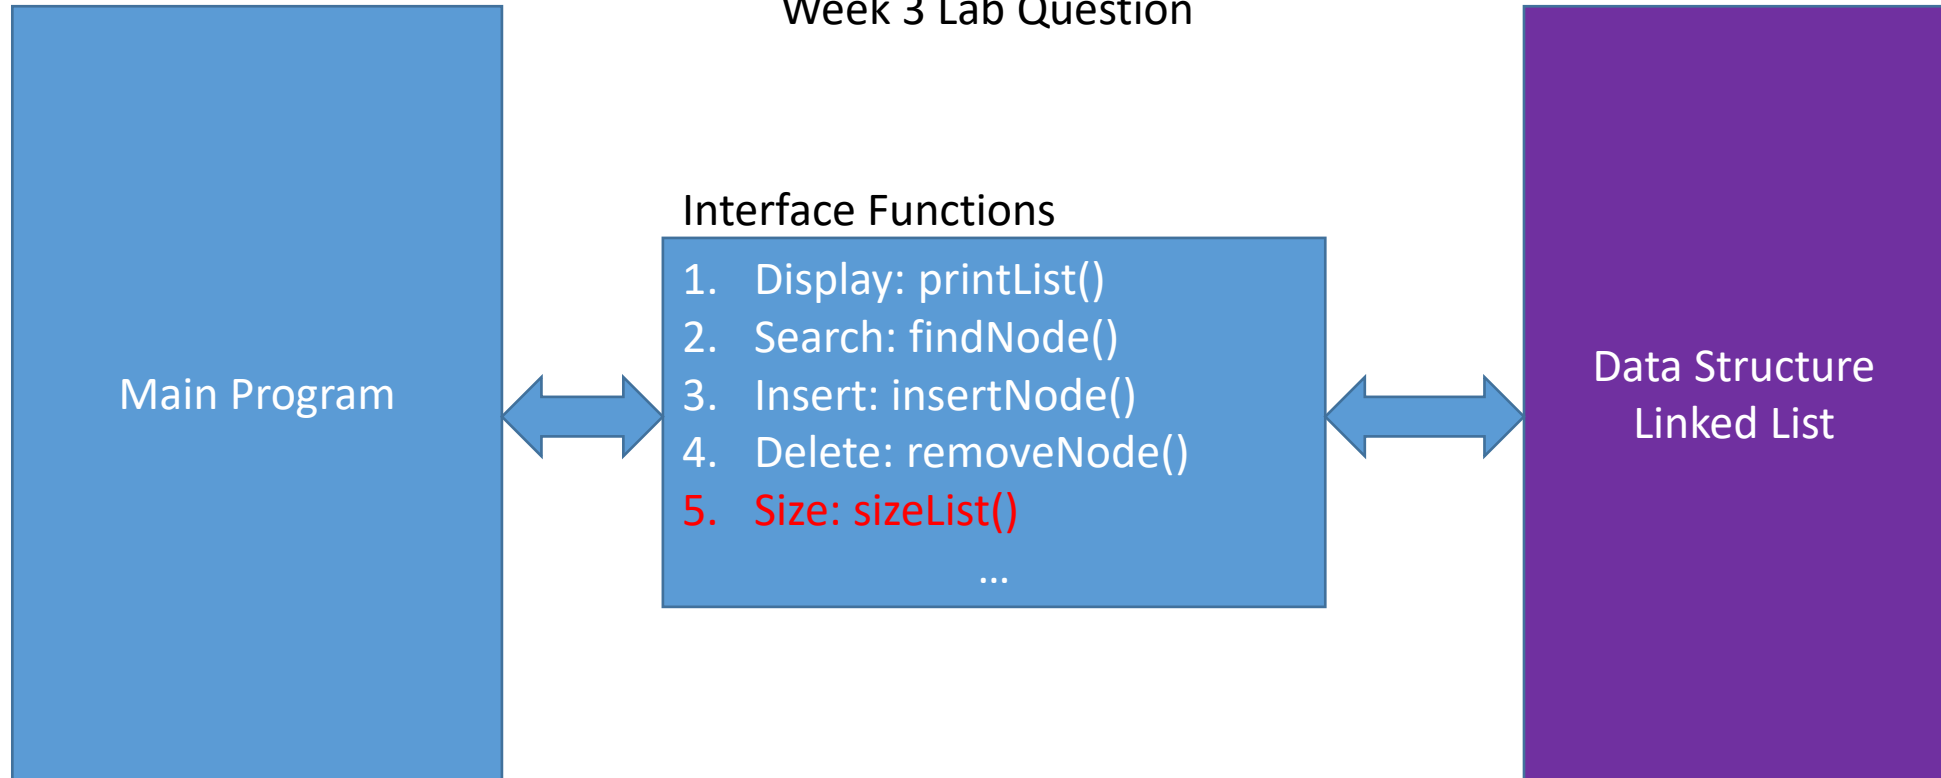 Week 3 Lab Question
Main Program
Interface Functions
1. Display: printList()
2. Search: findNode()
3. Insert: insertNode()
4. Delete: removeNode()
5. Size: sizeList()
…
Data Structure
Linked List